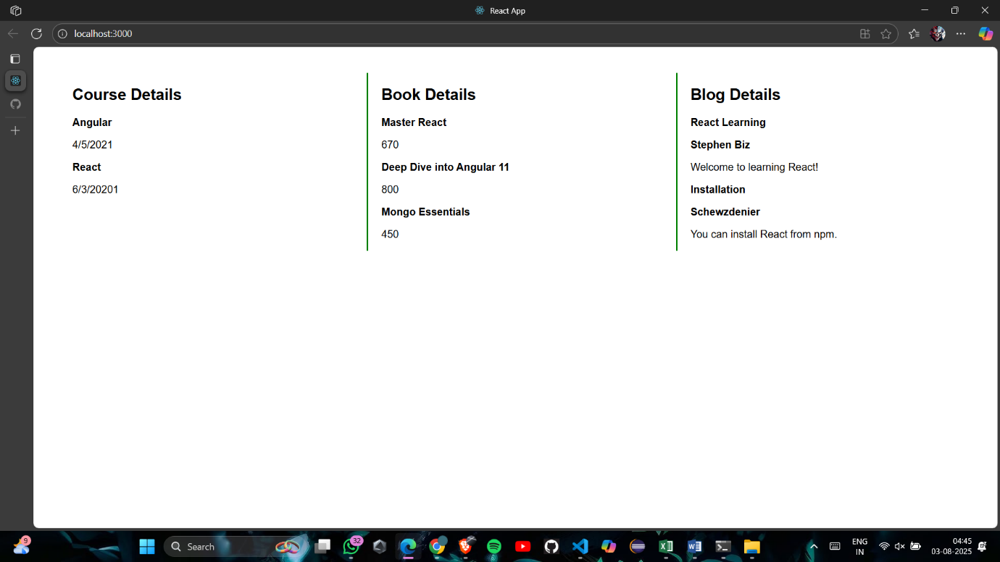 React App
localhost:3000
Course Details
Angular
4/5/2021
React
6/3/20201
Book Details
Master React
670
Deep Dive into Angular 11
800
Mongo Essentials
450
Blog Details
React Learning
Stephen Biz
Welcome to learning React!
Installation
Schewzdenier
You can install React from npm.
9
Search
32
ENG
IN
04:45
03-08-2025